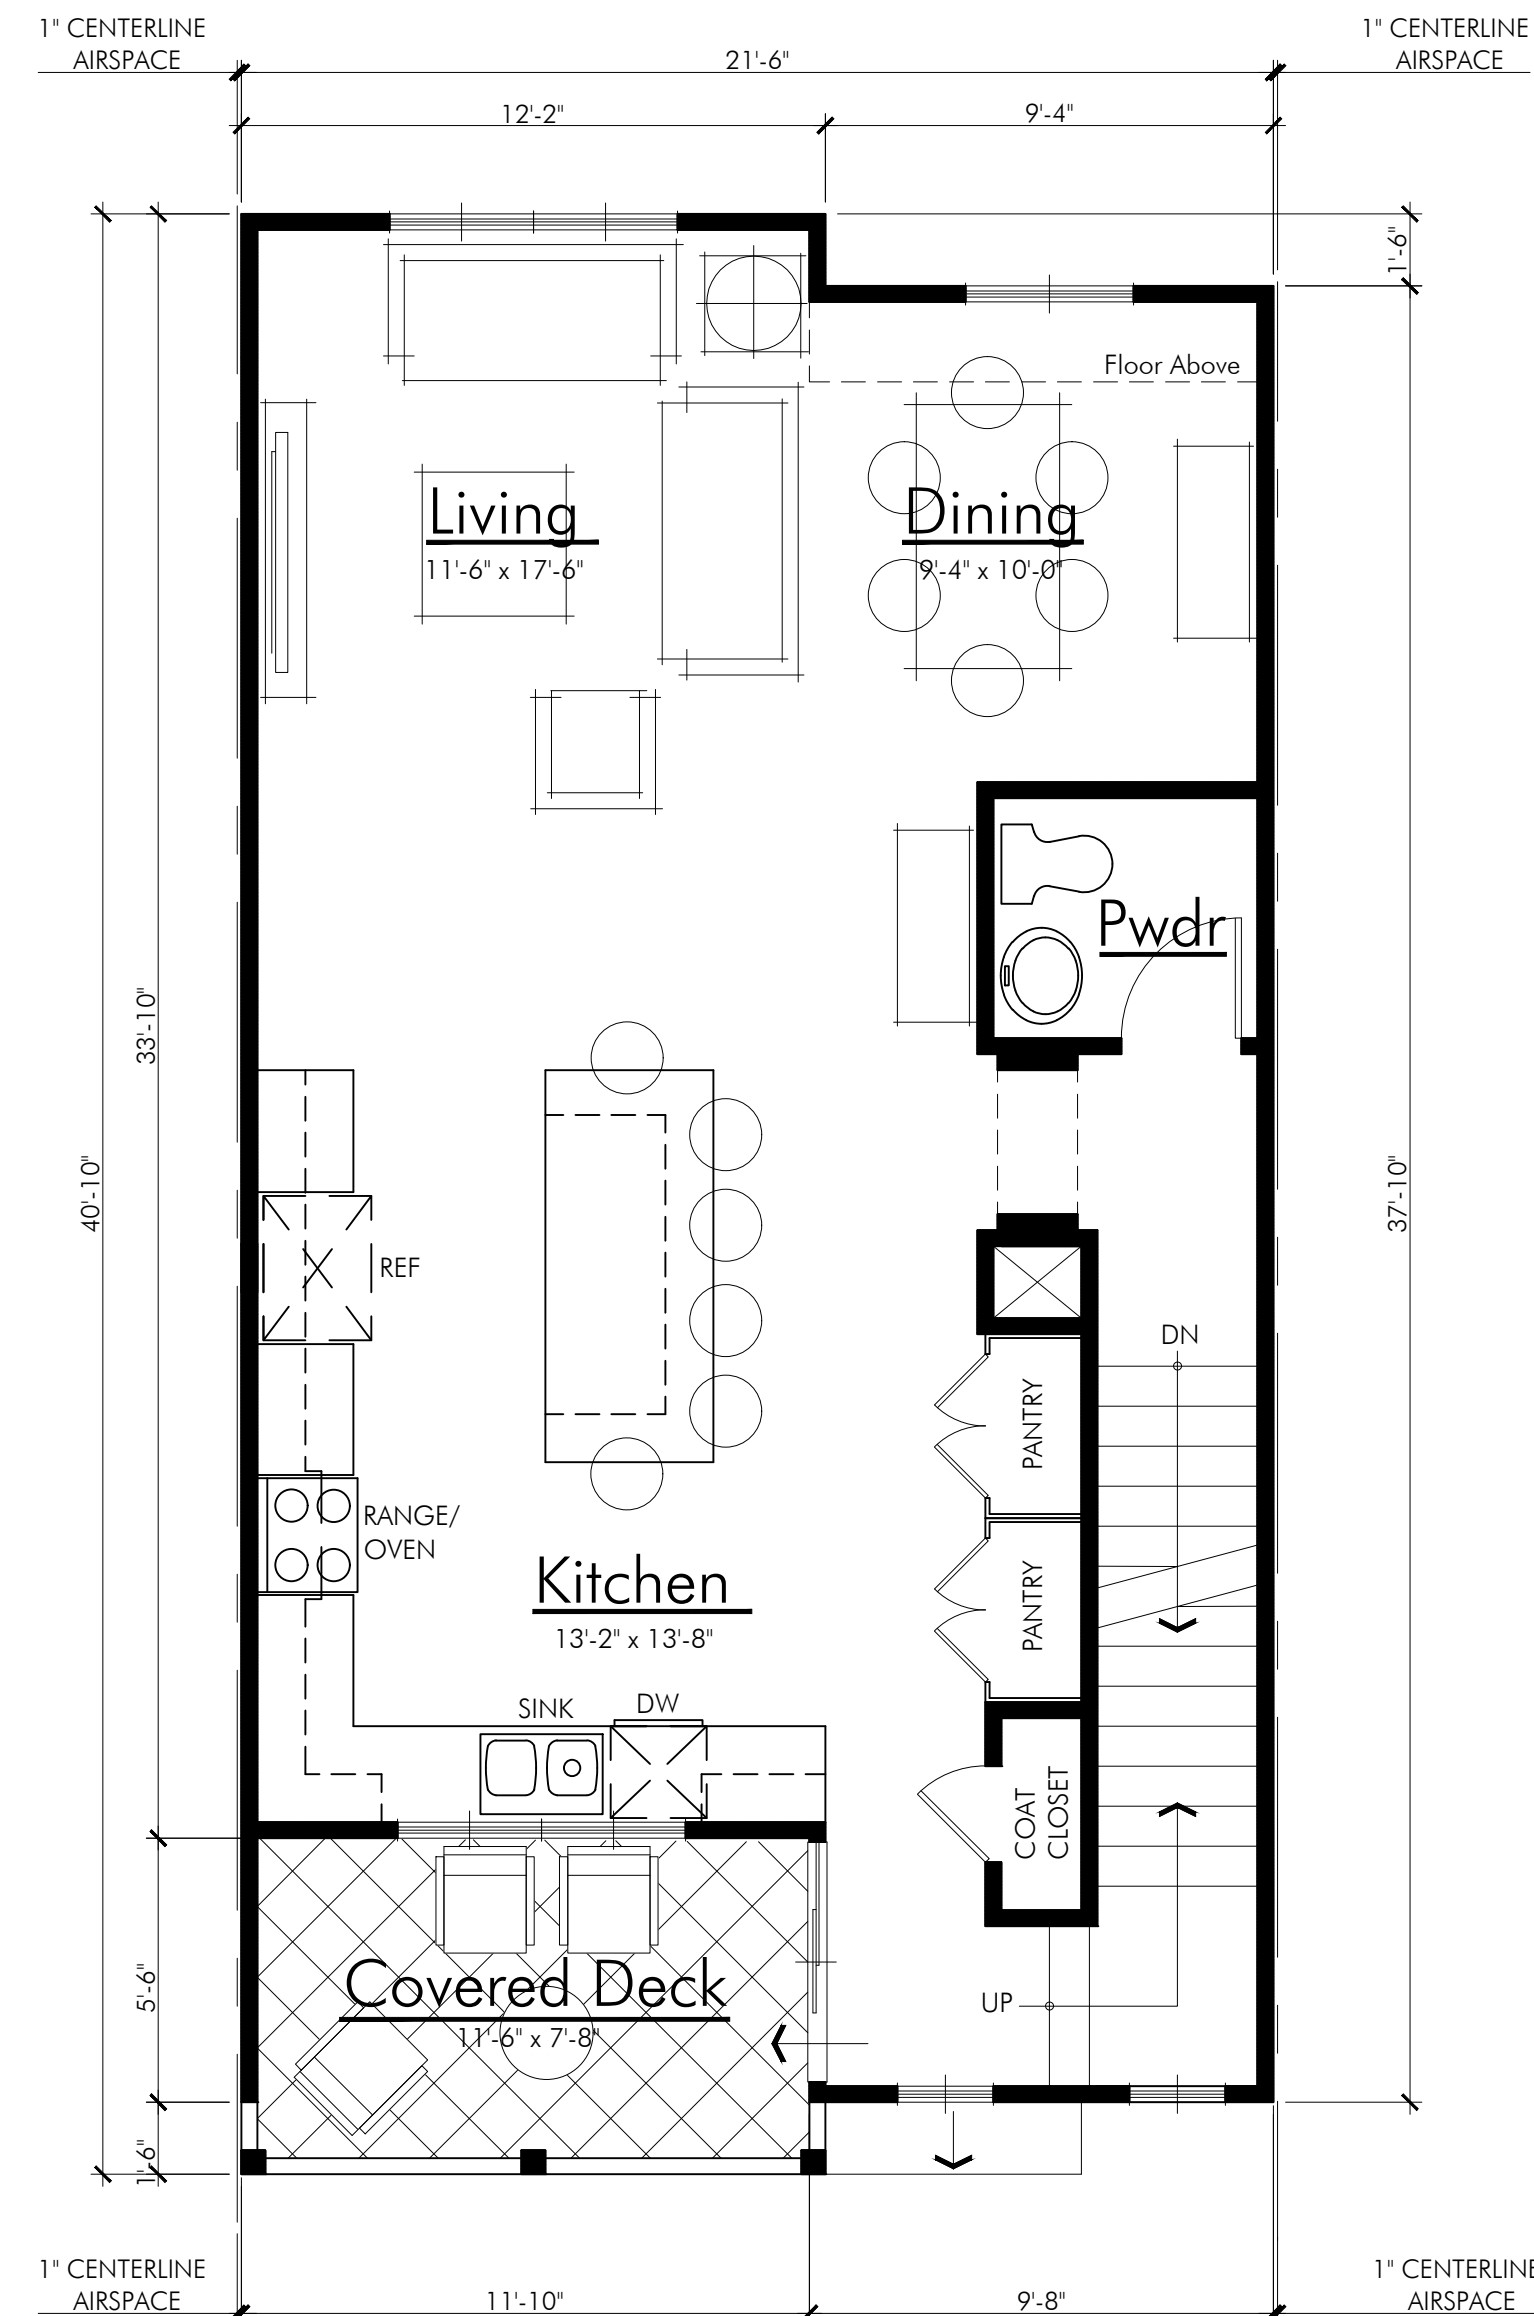 1" CENTERLINE
AIRSPACE
1" CENTERLINE
AIRSPACE
21'-6"
12'-2"
9'-4"
1'-6"
Floor Above
Living
11'-6" x 17'-6"
Dining
9'-4" x 10'-0"
Pwdr
33'-10"
40'-10"
37'-10"
REF
DN
PANTRY
RANGE/
OVEN
Kitchen
13'-2" x 13'-8"
PANTRY
SINK
DW
COAT
CLOSET
Covered Deck
11'-6" x 7'-8"
UP
5'-6"
1'-6"
1" CENTERLINE
AIRSPACE
1" CENTERLINE
AIRSPACE
11'-10"
9'-8"